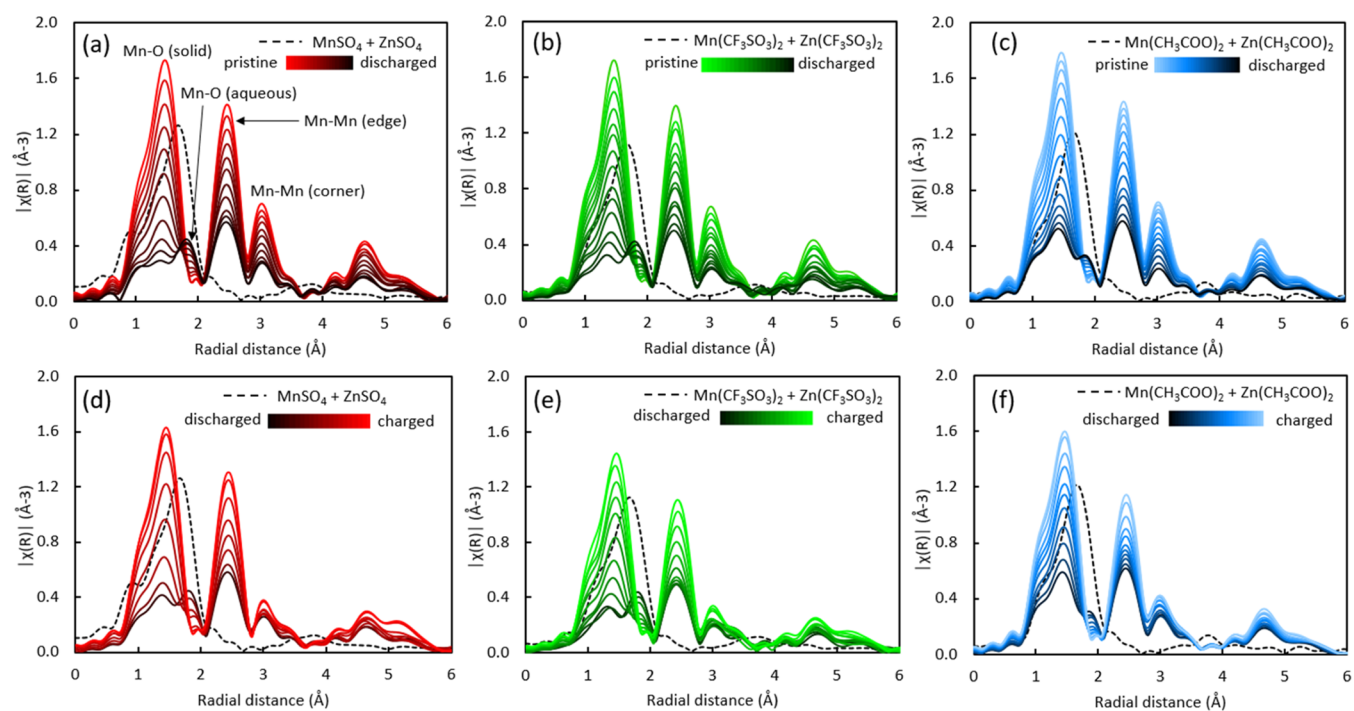 (a)
MnSO₄ + ZnSO₄
pristine discharged
Mn-O (solid)
Mn-O (aqueous)
Mn-Mn (edge)
Mn-Mn (corner)
|χ(R)| (Å-3)
2.0
1.6
1.2
0.8
0.4
0.0
0 1 2 3 4 5 6
Radial distance (Å)
(b)
Mn(CF₃SO₃)₂ + Zn(CF₃SO₃)₂
pristine discharged
|χ(R)| (Å-3)
2.0
1.6
1.2
0.8
0.4
0.0
0 1 2 3 4 5 6
Radial distance (Å)
(c)
Mn(CH₃COO)₂ + Zn(CH₃COO)₂
pristine discharged
|χ(R)| (Å-3)
2.0
1.6
1.2
0.8
0.4
0.0
0 1 2 3 4 5 6
Radial distance (Å)
(d)
MnSO₄ + ZnSO₄
discharged charged
|χ(R)| (Å-3)
2.0
1.6
1.2
0.8
0.4
0.0
0 1 2 3 4 5 6
Radial distance (Å)
(e)
Mn(CF₃SO₃)₂ + Zn(CF₃SO₃)₂
discharged charged
|χ(R)| (Å-3)
2.0
1.6
1.2
0.8
0.4
0.0
0 1 2 3 4 5 6
Radial distance (Å)
(f)
Mn(CH₃COO)₂ + Zn(CH₃COO)₂
discharged charged
|χ(R)| (Å-3)
2.0
1.6
1.2
0.8
0.4
0.0
0 1 2 3 4 5 6
Radial distance (Å)